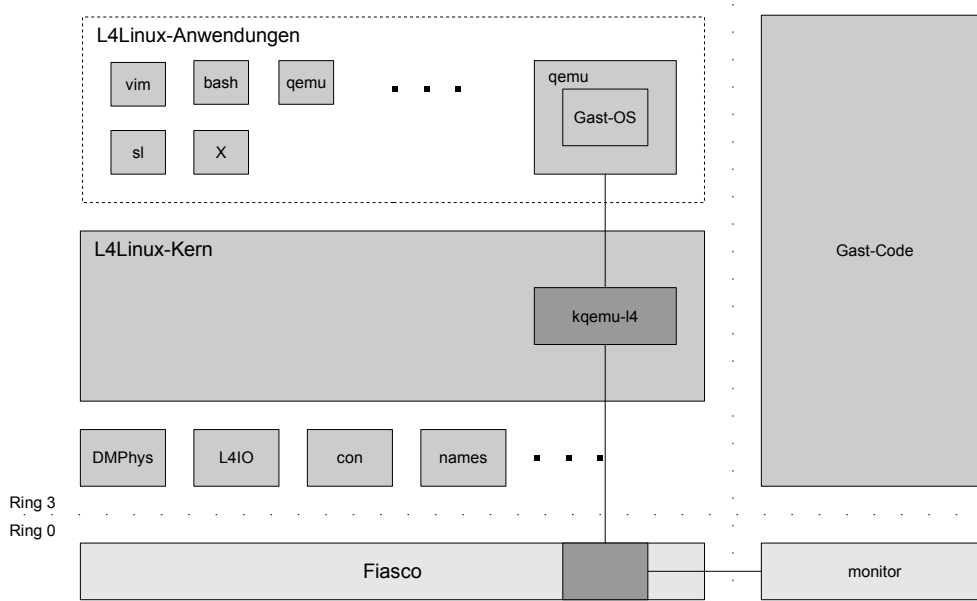 L4Linux-Anwendungen
vim
bash
qemu
qemu
Gast-OS
sl
X
L4Linux-Kern
kqemu-l4
Gast-Code
DMPhys
L4IO
con
names
Ring 3
Ring 0
Fiasco
monitor